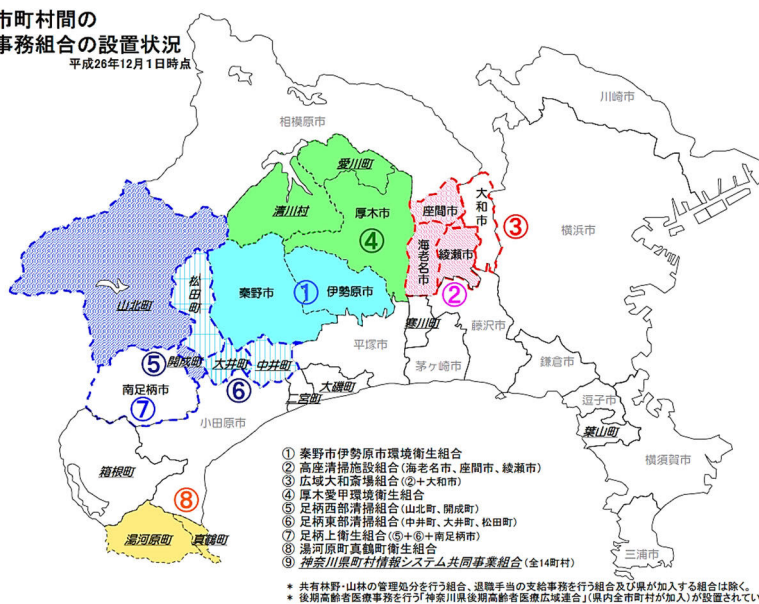 市町村間の
事務組合の設置状況
平成26年12月1日時点
川崎市
相模原市
愛川町
大和市
清川村
厚木市
座間市
③
横浜市
④
海老名市
綾瀬市
松田町
秦野市
①
伊勢原市
②
山北町
寒川町
藤沢市
平塚市
⑤
開成町
大井町
中井町
茅ヶ崎市
鎌倉市
南足柄市
⑥
大磯町
逗子市
⑦
二宮町
小田原市
葉山町
箱根町
横須賀市
⑧
湯河原町
真鶴町
三浦市
① 秦野市伊勢原市環境衛生組合
② 高座清掃施設組合(海老名市、座間市、綾瀬市)
③ 広域大和斎場組合(②+大和市)
④ 厚木愛甲環境衛生組合
⑤ 足柄西部清掃組合(山北町、開成町)
⑥ 足柄東部清掃組合(中井町、大井町、松田町)
⑦ 足柄上衛生組合(⑤+⑥+南足柄市)
⑧ 湯河原町真鶴町衛生組合
⑨ 神奈川県町村情報システム共同事業組合(全14町村)
* 共有林野・山林の管理処分を行う組合、退職手当の支給事務を行う組合及び県が加入する組合は除く。
* 後期高齢者医療事務を行う「神奈川県後期高齢者医療広域連合」(県内全市町村が加入)が設置されてい